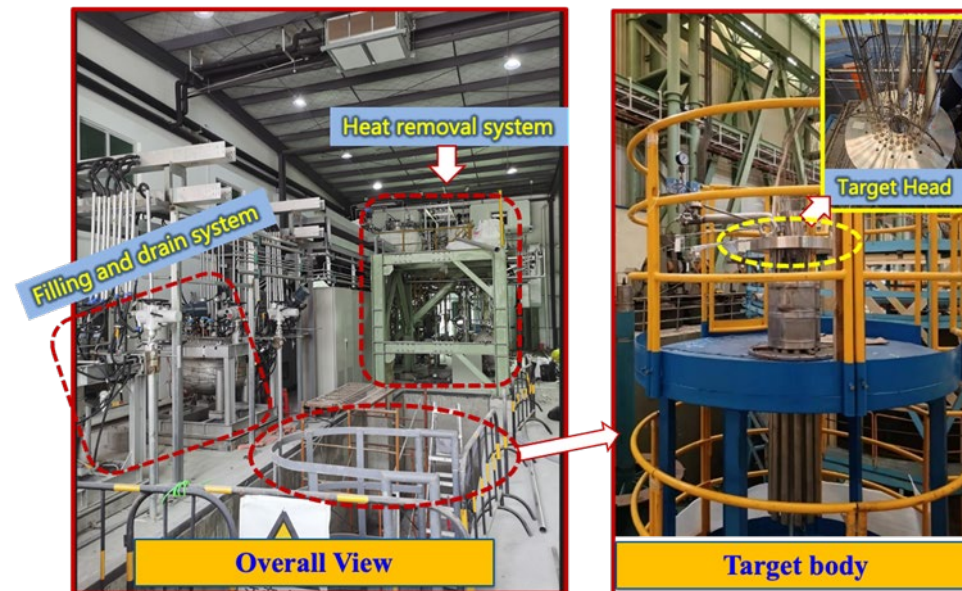 Heat removal system
Filling and drain system
Overall View
Target Head
Target body